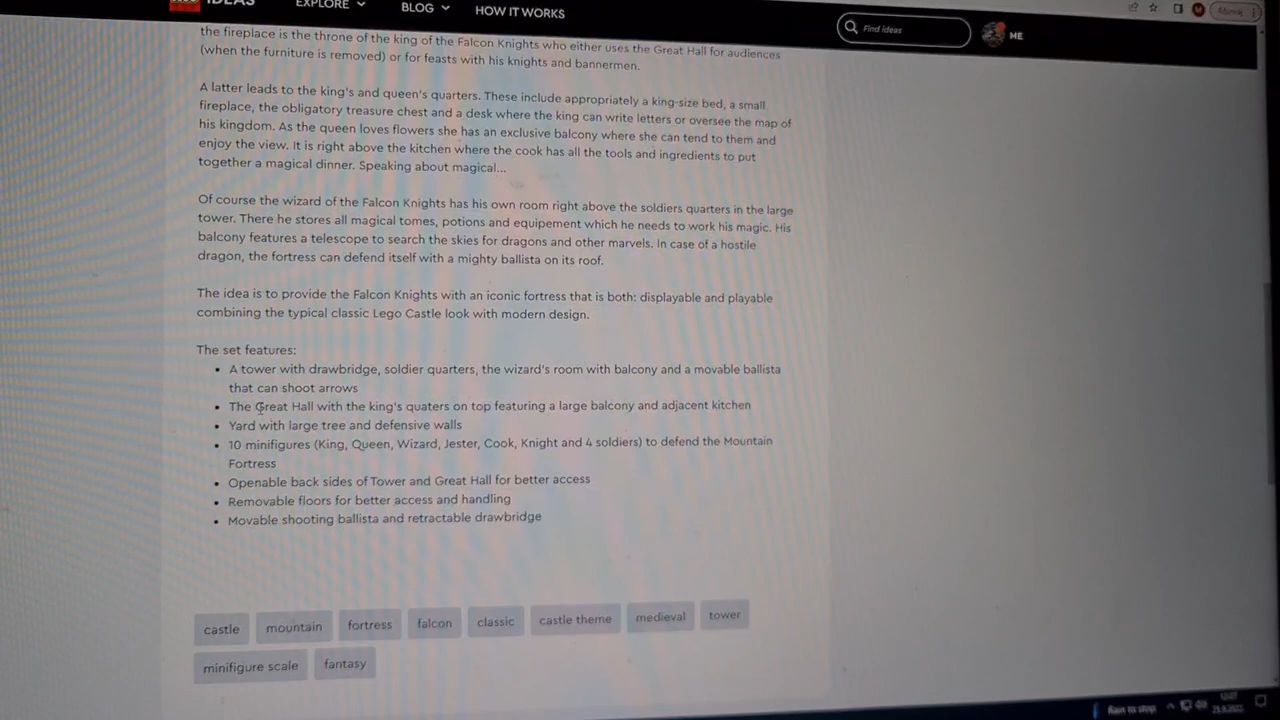 IDEAS EXPLORE BLOG HOW IT WORKS
Find ideas
ME
the fireplace is the throne of the king of the Falcon Knights who either uses the Great Hall for audiences
(when the furniture is removed) or for feasts with his knights and bannermen.
A latter leads to the king's and queen's quarters. These include appropriately a king-size bed, a small
fireplace, the obligatory treasure chest and a desk where the king can write letters or oversee the map of
his kingdom. As the queen loves flowers she has an exclusive balcony where she can tend to them and
enjoy the view. It is right above the kitchen where the cook has all the tools and ingredients to put
together a magical dinner. Speaking about magical...
Of course the wizard of the Falcon Knights has his own room right above the soldiers quarters in the large
tower. There he stores all magical tomes, potions and equipement which he needs to work his magic. His
balcony features a telescope to search the skies for dragons and other marvels. In case of a hostile
dragon, the fortress can defend itself with a mighty ballista on its roof.
The idea is to provide the Falcon Knights with an iconic fortress that is both: displayable and playable
combining the typical classic Lego Castle look with modern design.
The set features:
• A tower with drawbridge, soldier quarters, the wizard's room with balcony and a movable ballista
that can shoot arrows
• The Great Hall with the king's quaters on top featuring a large balcony and adjacent kitchen
• Yard with large tree and defensive walls
• 10 minifigures (King, Queen, Wizard, Jester, Cook, Knight and 4 soldiers) to defend the Mountain
Fortress
• Openable back sides of Tower and Great Hall for better access
• Removable floors for better access and handling
• Movable shooting ballista and retractable drawbridge
castle mountain fortress falcon classic castle theme medieval tower
minifigure scale fantasy
Rain to stop